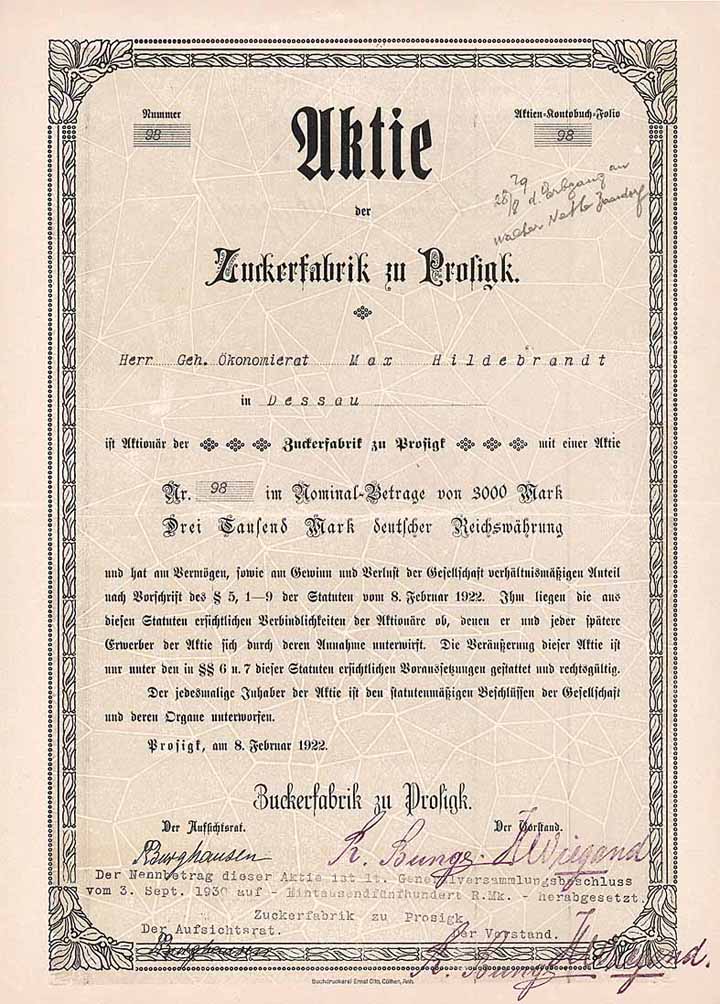 Nummer
98
Aktien-Kontobuch-Folio
98
Aktie
der
Zuckerfabrik zu Prosigk.
Herr Geh. Ökonomierat Max Hildebrandt
in Dessau
ist Aktionär der Zuckerfabrik zu Prosigk mit einer Aktie
Nr. 98 im Nominal-Betrage von 3000 Mark
Drei Tausend Mark deutscher Reichswährung
und hat am Vermögen, sowie am Gewinn und Verlust der Gesellschaft verhältnismäßigen Anteil
nach Vorschrift des § 5, 1—9 der Statuten vom 8. Februar 1922. Ihm liegen die aus
diesen Statuten ersichtlichen Verbindlichkeiten der Aktionäre ob, denen er und jeder spätere
Erwerber der Aktie sich durch deren Annahme unterwirft. Die Veräußerung dieser Aktie ist
nur unter den in §§ 6 u. 7 dieser Statuten ersichtlichen Voraussetzungen gestattet und rechtsgültig.
Der jedesmalige Inhaber der Aktie ist den statutenmäßigen Beschlüssen der Gesellschaft
und deren Organe unterworfen.
Prosigk, am 8. Februar 1922.
Zuckerfabrik zu Prosigk.
Der Aufsichtsrat. Der Vorstand.
Burghausen R. Bunge. Wiegand
Der Nennbetrag dieser Aktie ist lt. Generalversammlungsbeschluss
vom 3. Sept. 1930 auf - Eintausendfünfhundert R.Mk. - herabgesetzt.
Zuckerfabrik zu Prosigk
Der Aufsichtsrat. Der Vorstand.
Burghausen R. Bunge Wiegand.
Buchdruckerei Ernst Otto, Cöthen, Anh.